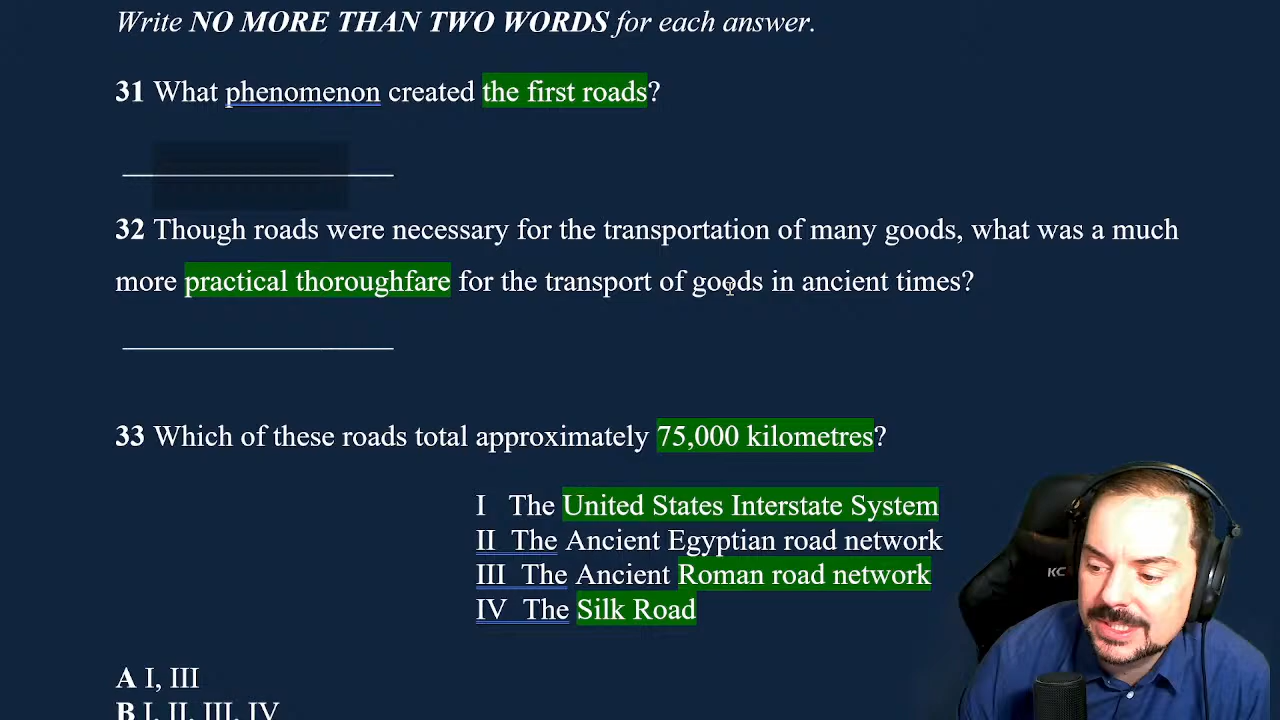 Write NO MORE THAN TWO WORDS for each answer.
31 What phenomenon created the first roads?
32 Though roads were necessary for the transportation of many goods, what was a much
more practical thoroughfare for the transport of goods in ancient times?
33 Which of these roads total approximately 75,000 kilometres?
I The United States Interstate System
II The Ancient Egyptian road network
III The Ancient Roman road network
IV The Silk Road
A I, III
B I, II, III, IV